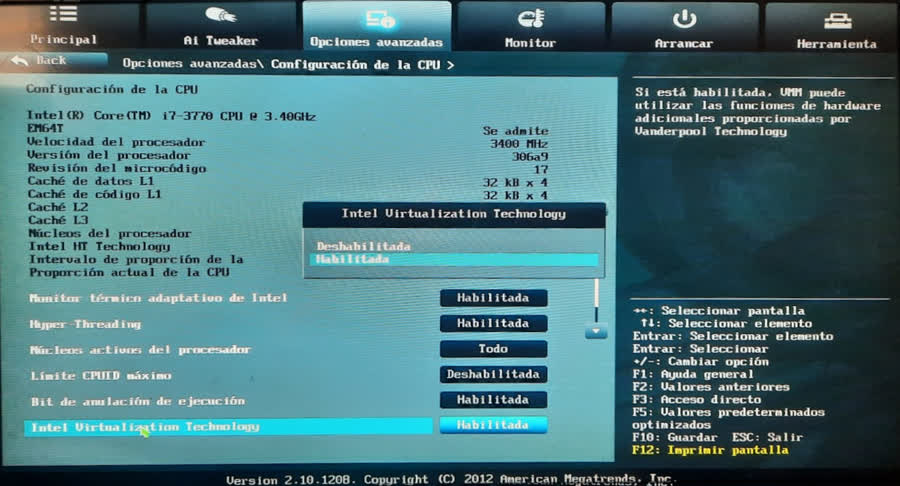 Principal
Ai Tweaker
Opciones avanzadas
Monitor
Arrancar
Herramienta
Back
Opciones avanzadas\ Configuración de la CPU >
Configuración de la CPU
Intel(R) Core(TM) i7-3770 CPU @ 3.40GHz
EM64T Se admite
Velocidad del procesador 3400 MHz
Versión del procesador 306a9
Revisión del microcódigo 17
Caché de datos L1 32 kB x 4
Caché de código L1 32 kB x 4
Caché L2
Caché L3
Núcleos del procesador
Intel HT Technology
Intervalo de proporción de la
Proporción actual de la CPU
Intel Virtualization Technology
Deshabilitada
Habilitada
Monitor térmico adaptativo de Intel Habilitada
Hyper-Threading Habilitada
Núcleos activos del procesador Todo
Límite CPUID máximo Deshabilitada
Bit de anulación de ejecución Habilitada
Intel Virtualization Technology Habilitada
Si está habilitada, VMM puede
utilizar las funciones de hardware
adicionales proporcionadas por
Vanderpool Technology
→←: Seleccionar pantalla
↑↓: Seleccionar elemento
Entrar: Seleccionar elemento
Entrar: Seleccionar
+/-: Cambiar opción
F1: Ayuda general
F2: Valores anteriores
F3: Acceso directo
F5: Valores predeterminados
optimizados
F10: Guardar ESC: Salir
F12: Imprimir pantalla
Version 2.10.1208. Copyright (C) 2012 American Megatrends, Inc.